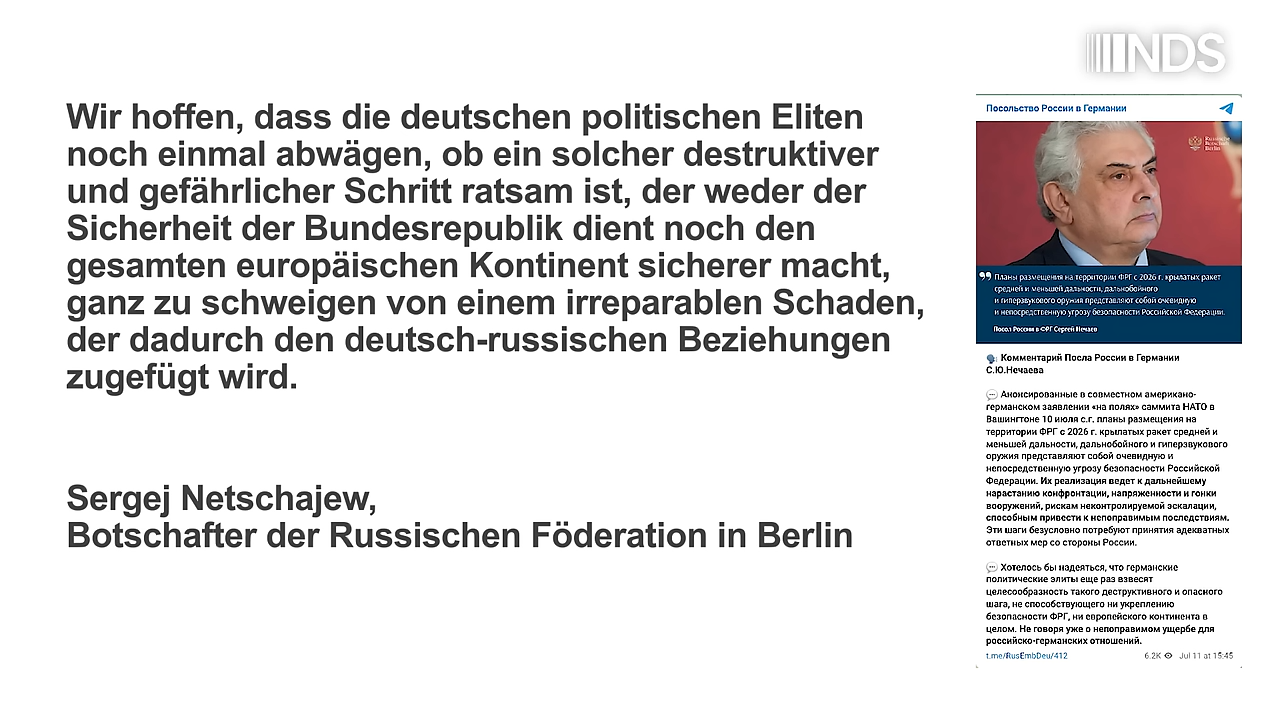 NDS
Wir hoffen, dass die deutschen politischen Eliten
noch einmal abwägen, ob ein solcher destruktiver
und gefährlicher Schritt ratsam ist, der weder der
Sicherheit der Bundesrepublik dient noch den
gesamten europäischen Kontinent sicherer macht,
ganz zu schweigen von einem irreparablen Schaden,
der dadurch den deutsch-russischen Beziehungen
zugefügt wird.
Sergej Netschajew,
Botschafter der Russischen Föderation in Berlin
Посольство России в Германии
Russische
Botschaft
Berlin
Планы размещения на территории ФРГ с 2026 г. крылатых ракет
средней и меньшей дальности, дальнобойного
и гиперзвукового оружия представляют собой очевидную
и непосредственную угрозу безопасности Российской Федерации.
Посол России в ФРГ Сергей Нечаев
Комментарий Посла России в Германии
С.Ю.Нечаева
Анонсированные в совместном американо-
германском заявлении «на полях» саммита НАТО в
Вашингтоне 10 июля с.г. планы размещения на
территории ФРГ с 2026 г. крылатых ракет средней и
меньшей дальности, дальнобойного и гиперзвукового
оружия представляют собой очевидную и
непосредственную угрозу безопасности Российской
Федерации. Их реализация ведет к дальнейшему
нарастанию конфронтации, напряженности и гонки
вооружений, рискам неконтролируемой эскалации,
способным привести к непоправимым последствиям.
Эти шаги безусловно потребуют принятия адекватных
ответных мер со стороны России.
Хотелось бы надеяться, что германские
политические элиты еще раз взвесят
целесообразность такого деструктивного и опасного
шага, не способствующего ни укреплению
безопасности ФРГ, ни европейского континента в
целом. Не говоря уже о непоправимом ущербе для
российско-германских отношений.
t.me/RusEmbDeu/412 6.2K Jul 11 at 15:45